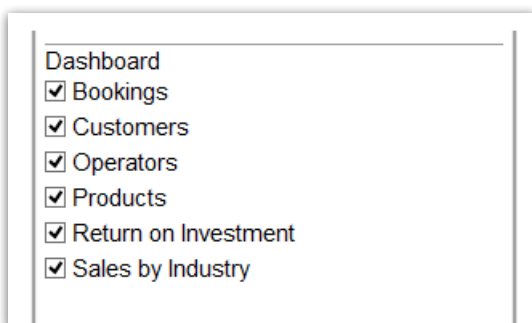 Dashboard
Bookings
Customers
Operators
Products
Return on Investment
Sales by Industry